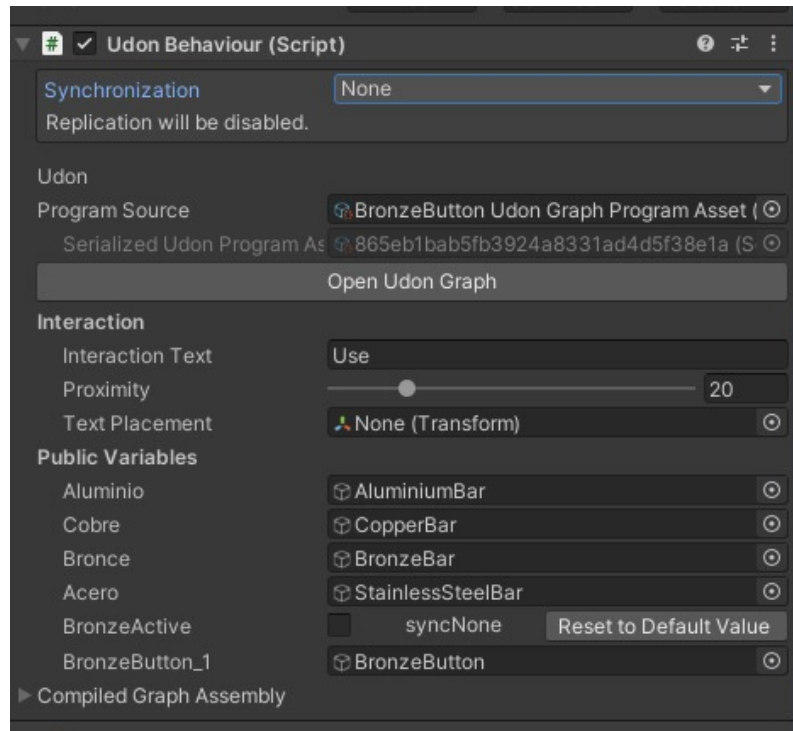 # Udon Behaviour (Script)
Synchronization None
Replication will be disabled.
Udon
Program Source BronzeButton Udon Graph Program Asset (
Serialized Udon Program As 865eb1bab5fb3924a8331ad4d5f38e1a (S
Open Udon Graph
Interaction
Interaction Text Use
Proximity 20
Text Placement None (Transform)
Public Variables
Aluminio AluminiumBar
Cobre CopperBar
Bronce BronzeBar
Acero StainlessSteelBar
BronzeActive syncNone Reset to Default Value
BronzeButton_1 BronzeButton
Compiled Graph Assembly